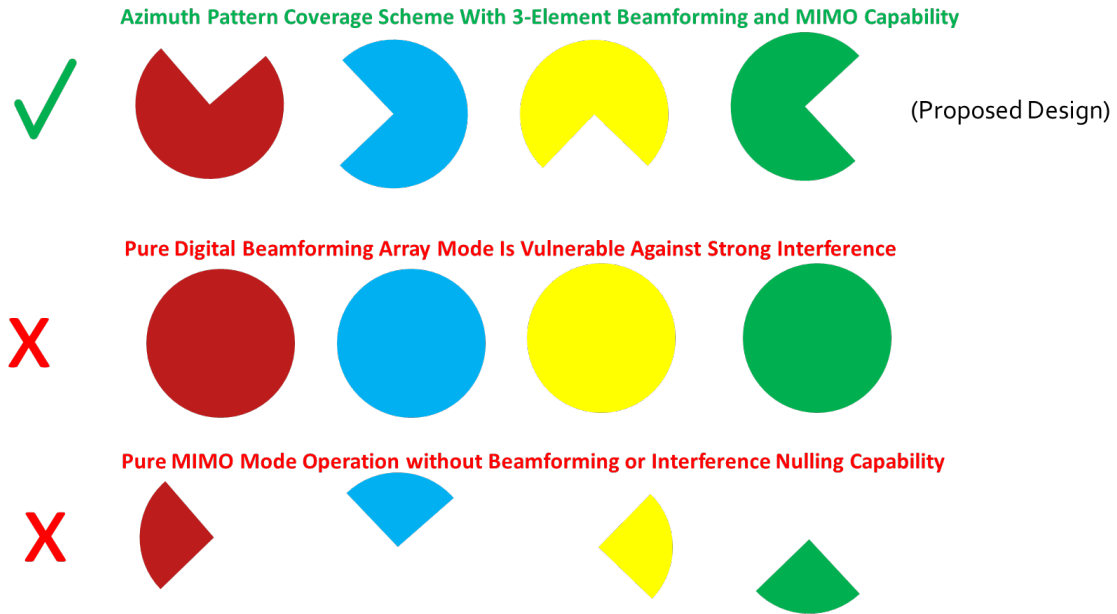 Azimuth Pattern Coverage Scheme With 3-Element Beamforming and MIMO Capability
(Proposed Design)
Pure Digital Beamforming Array Mode Is Vulnerable Against Strong Interference
X
Pure MIMO Mode Operation without Beamforming or Interference Nulling Capability
X